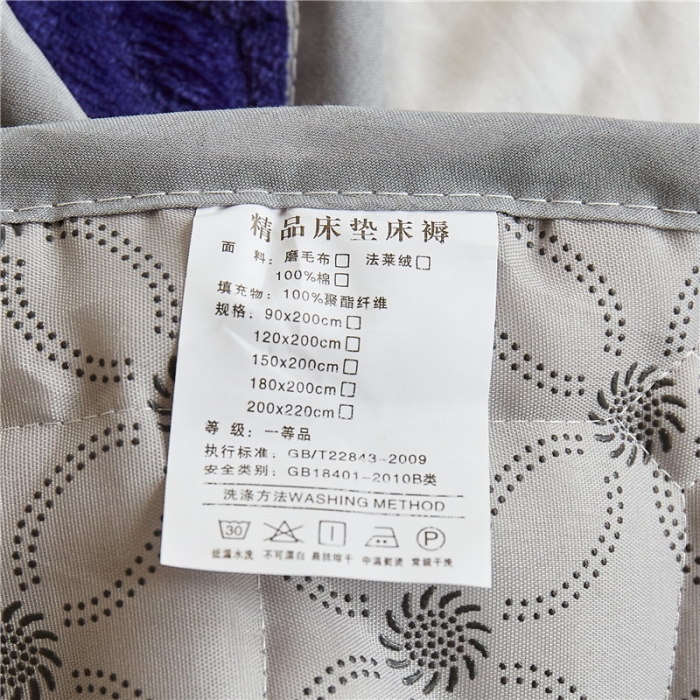 精品床垫床褥
面 料：磨毛布□ 法莱绒□
100%棉□
填充物：100%聚酯纤维
规格：90x200cm□
120x200cm□
150x200cm□
180x200cm□
200x220cm□
等 级：一等品
执行标准：GB/T22843-2009
安全类别：GB18401-2010B类
洗涤方法WASHING METHOD
30 P
低温水洗 不可漂白 悬挂晾干 中温熨烫 常规干洗